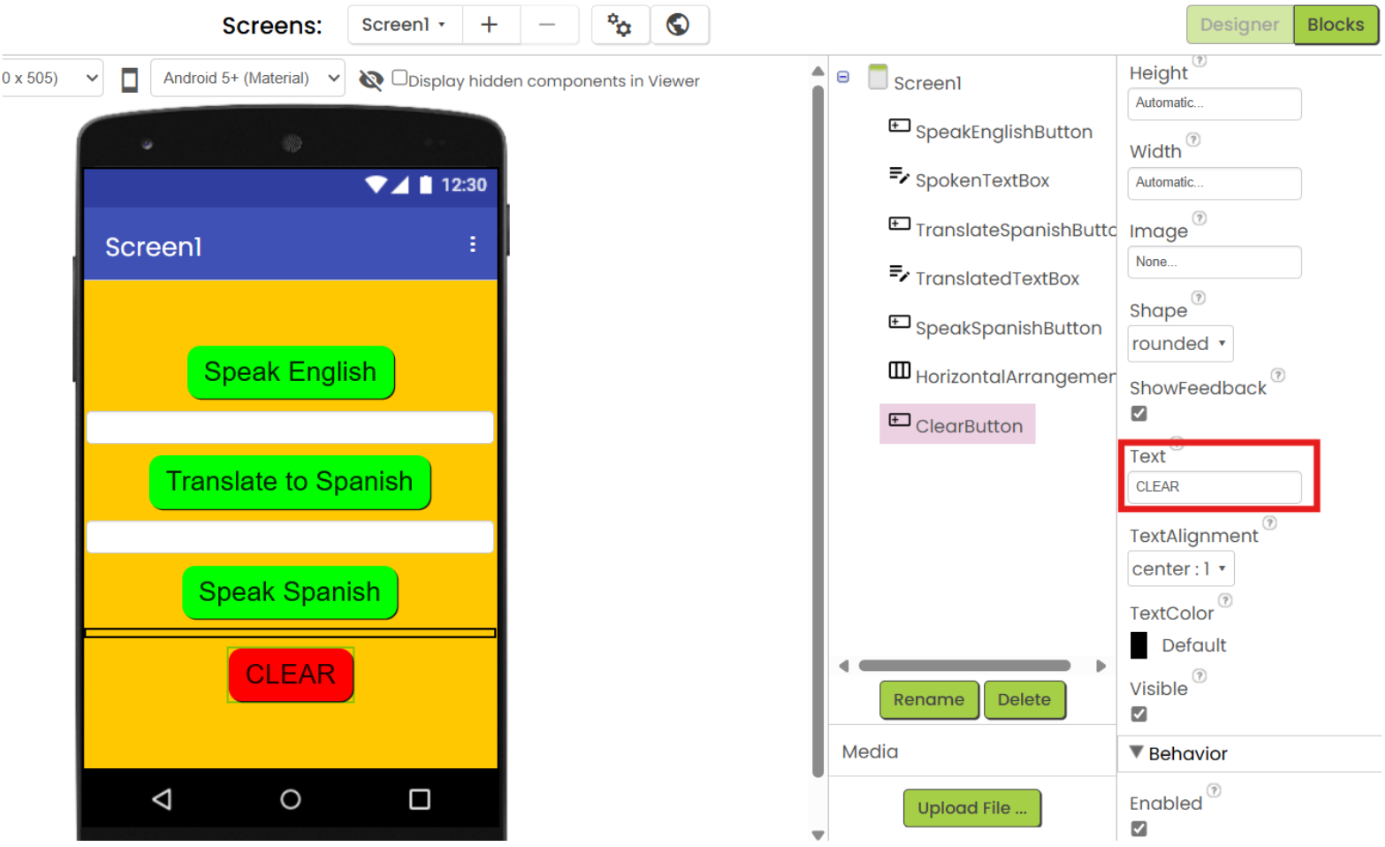 Screens: Screen1 + −
Designer Blocks
0 x 505) Android 5+ (Material) Display hidden components in Viewer
12:30
Screen1
Speak English
Translate to Spanish
Speak Spanish
CLEAR
Screen1
SpeakEnglishButton
SpokenTextBox
TranslateSpanishButto
TranslatedTextBox
SpeakSpanishButton
HorizontalArrangemen
ClearButton
Rename Delete
Media
Upload File ...
Height ?
Automatic...
Width ?
Automatic...
Image ?
None...
Shape ?
rounded
ShowFeedback ?
Text ?
CLEAR
TextAlignment ?
center : 1
TextColor ?
Default
Visible ?
Behavior
Enabled ?